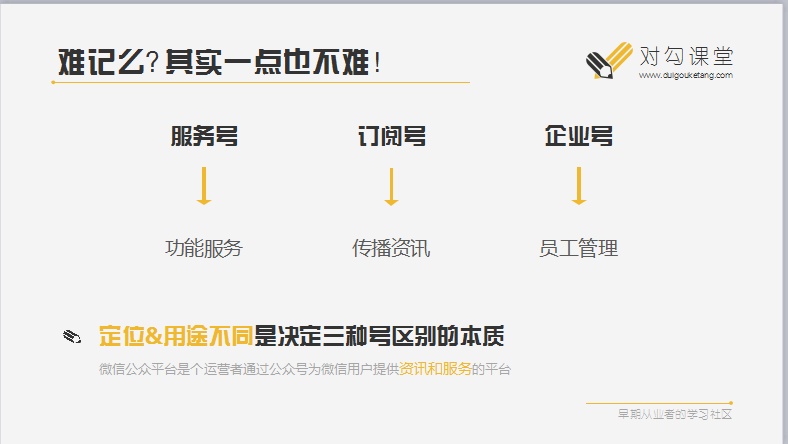 难记么?其实一点也不难!
对勾课堂
www.duigouketang.com
服务号 订阅号 企业号
功能服务 传播资讯 员工管理
定位&用途不同是决定三种号区别的本质
微信公众平台是个运营者通过公众号为微信用户提供资讯和服务的平台
早期从业者的学习社区